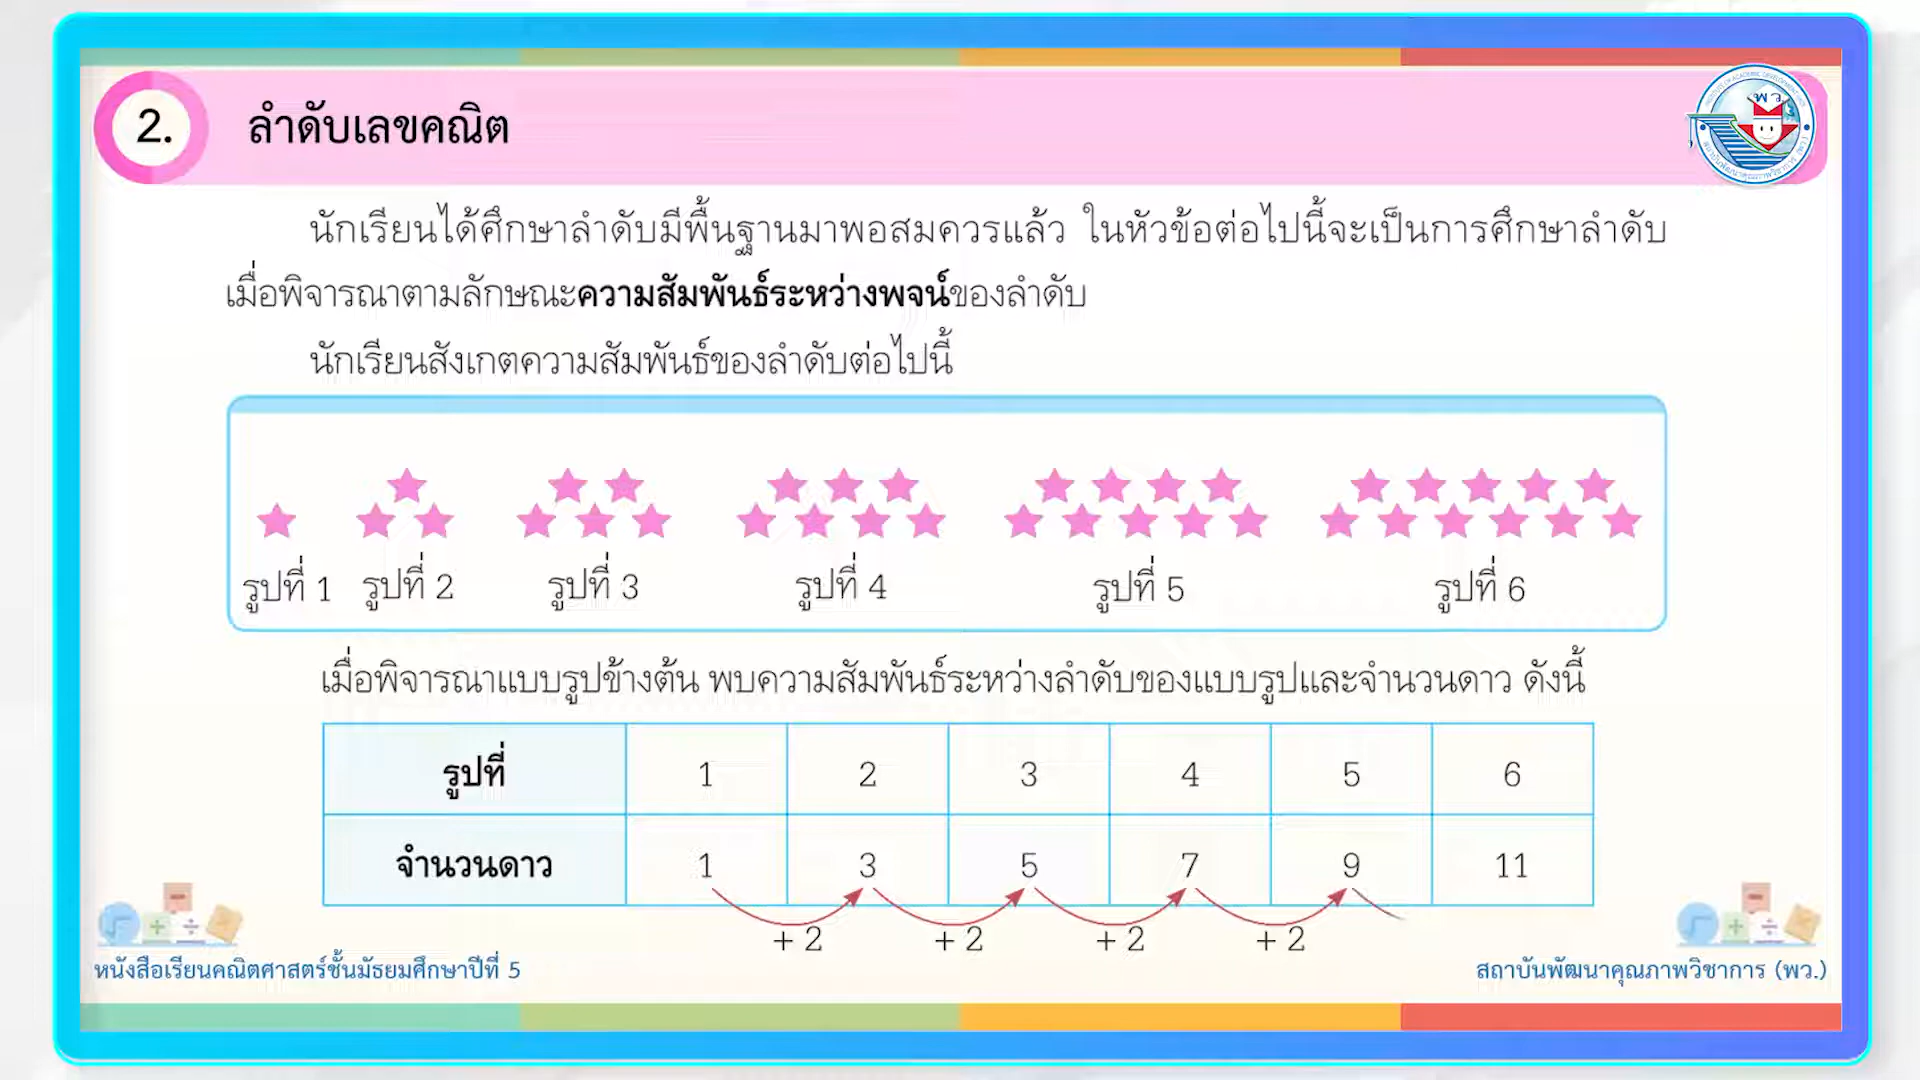 2. ลำดับเลขคณิต
พว.
นักเรียนได้ศึกษาลำดับมีพื้นฐานมาพอสมควรแล้ว ในหัวข้อต่อไปนี้จะเป็นการศึกษาลำดับ
เมื่อพิจารณาตามลักษณะความสัมพันธ์ระหว่างพจน์ของลำดับ
นักเรียนสังเกตความสัมพันธ์ของลำดับต่อไปนี้
รูปที่ 1 รูปที่ 2 รูปที่ 3 รูปที่ 4 รูปที่ 5 รูปที่ 6
เมื่อพิจารณาแบบรูปข้างต้น พบความสัมพันธ์ระหว่างลำดับของแบบรูปและจำนวนดาว ดังนี้
รูปที่ 1 2 3 4 5 6
จำนวนดาว 1 3 5 7 9 11
+ 2 + 2 + 2 + 2
หนังสือเรียนคณิตศาสตร์ชั้นมัธยมศึกษาปีที่ 5
สถาบันพัฒนาคุณภาพวิชาการ (พว.)